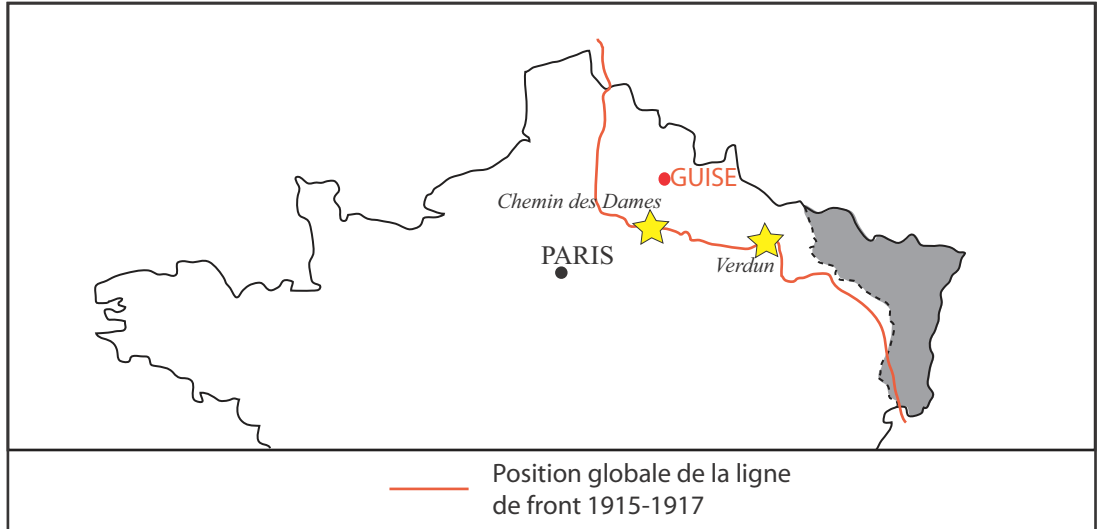 GUISE
Chemin des Dames
PARIS
Verdun
Position globale de la ligne
de front 1915-1917